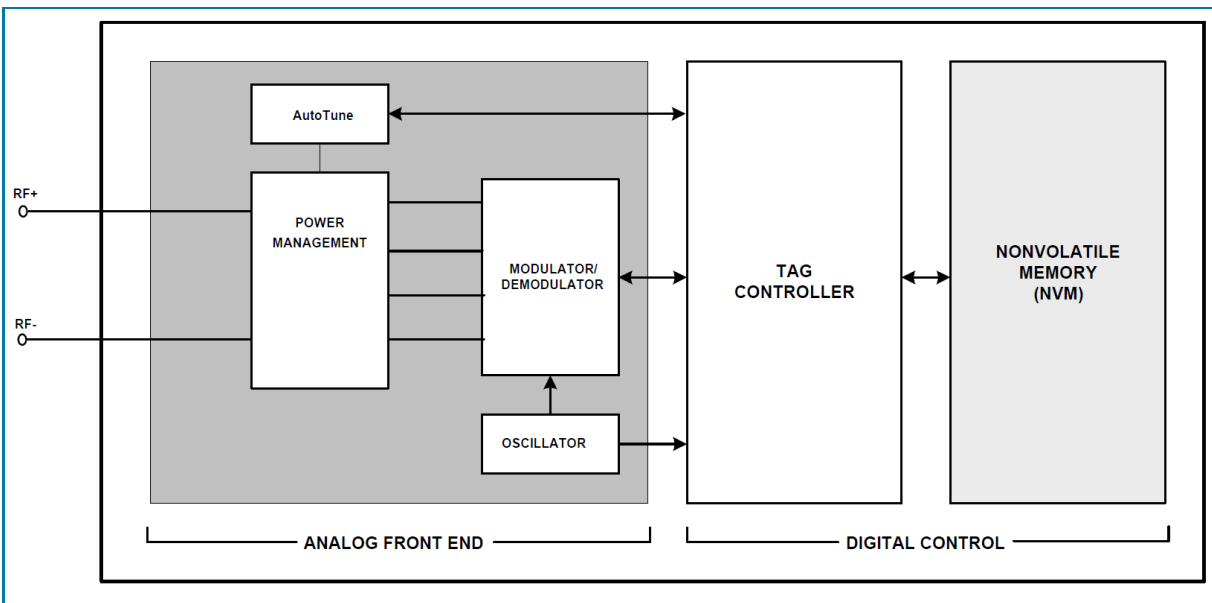 AutoTune
RF+
POWER
MANAGEMENT
RF-
MODULATOR/
DEMODULATOR
OSCILLATOR
TAG
CONTROLLER
NONVOLATILE
MEMORY
(NVM)
ANALOG FRONT END
DIGITAL CONTROL